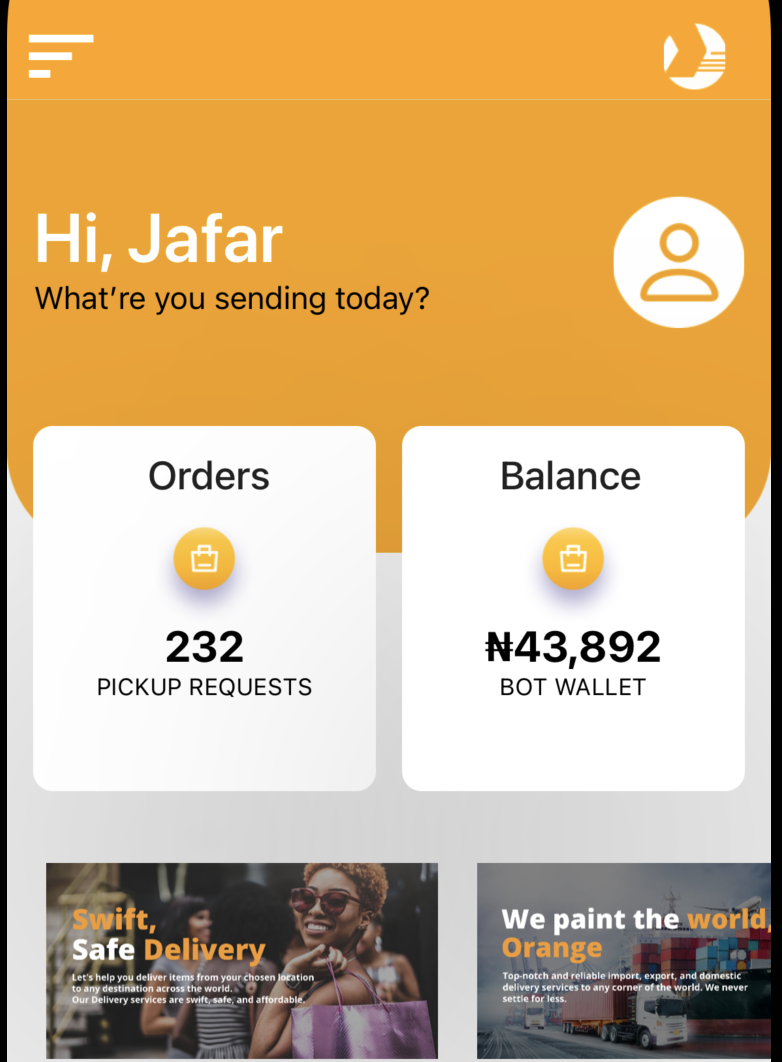 Hi, Jafar
What're you sending today?
Orders
232
PICKUP REQUESTS
Balance
₦43,892
BOT WALLET
Swift,
Safe Delivery
Let's help you deliver items from your chosen location
to any destination across the world.
Our Delivery services are swift, safe, and affordable.
We paint the world,
Orange
Top-notch and reliable import, export, and domestic
delivery services to any corner of the world. We never
settle for less.